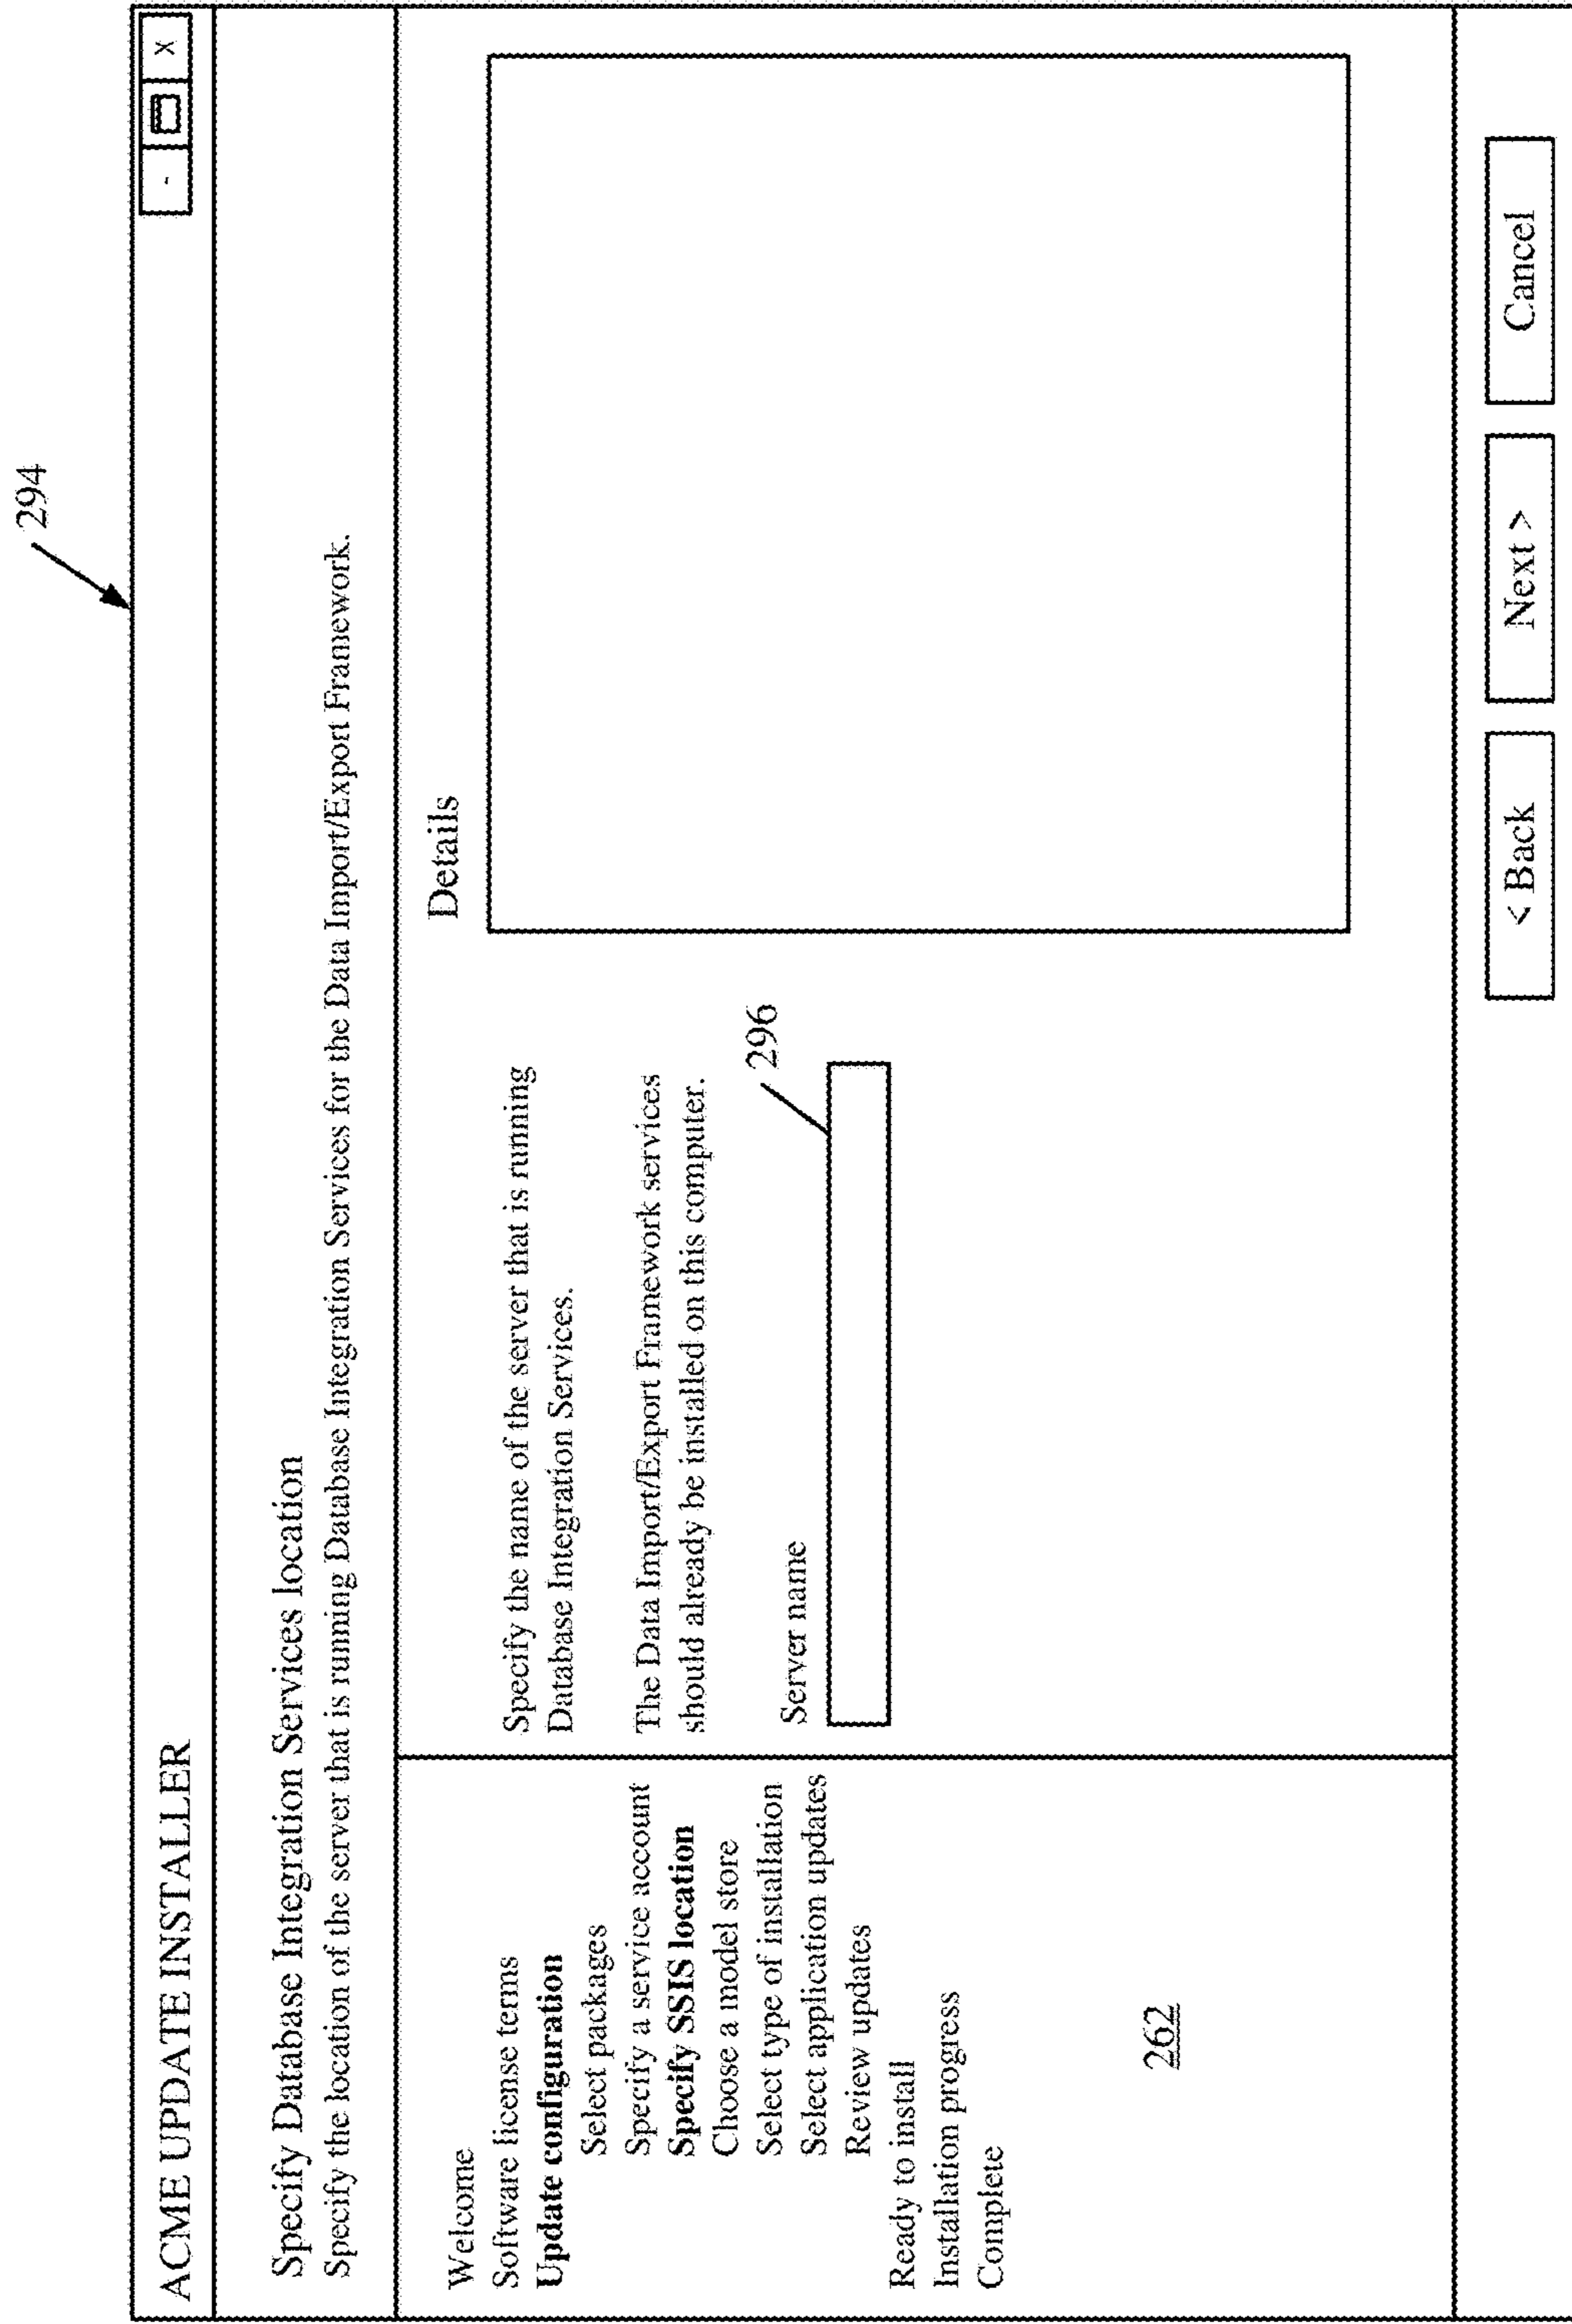 294
ACME UPDATE INSTALLER
- x
Specify Database Integration Services location
Specify the location of the server that is running Database Integration Services for the Data Import/Export Framework.
Welcome
Software license terms
Update configuration
Select packages
Specify a service account
Specify SSIS location
Choose a model store
Select type of installation
Select application updates
Review updates
Ready to install
Installation progress
Complete
262
Specify the name of the server that is running
Database Integration Services.
The Data Import/Export Framework services
should already be installed on this computer.
Server name
296
Details
< Back
Next >
Cancel